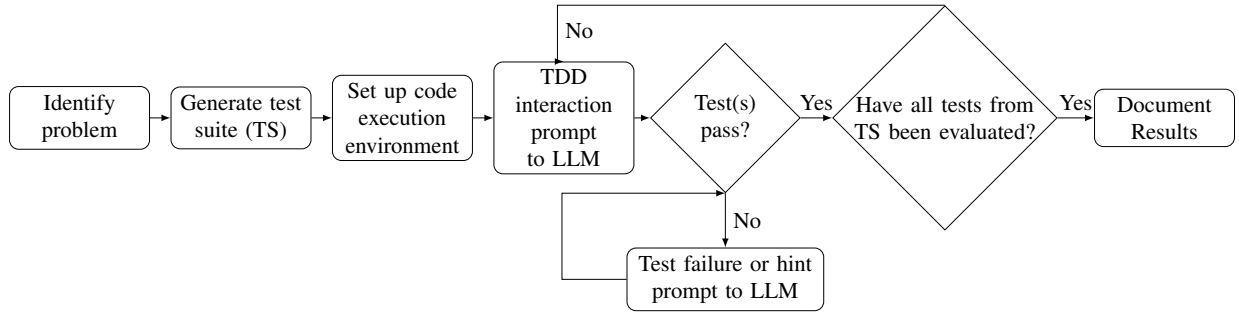 Identify
problem
Generate test
suite (TS)
Set up code
execution
environment
No
TDD
interaction
prompt
to LLM
Test(s)
pass?
Yes
Have all tests from
TS been evaluated?
Yes
Document
Results
No
Test failure or hint
prompt to LLM